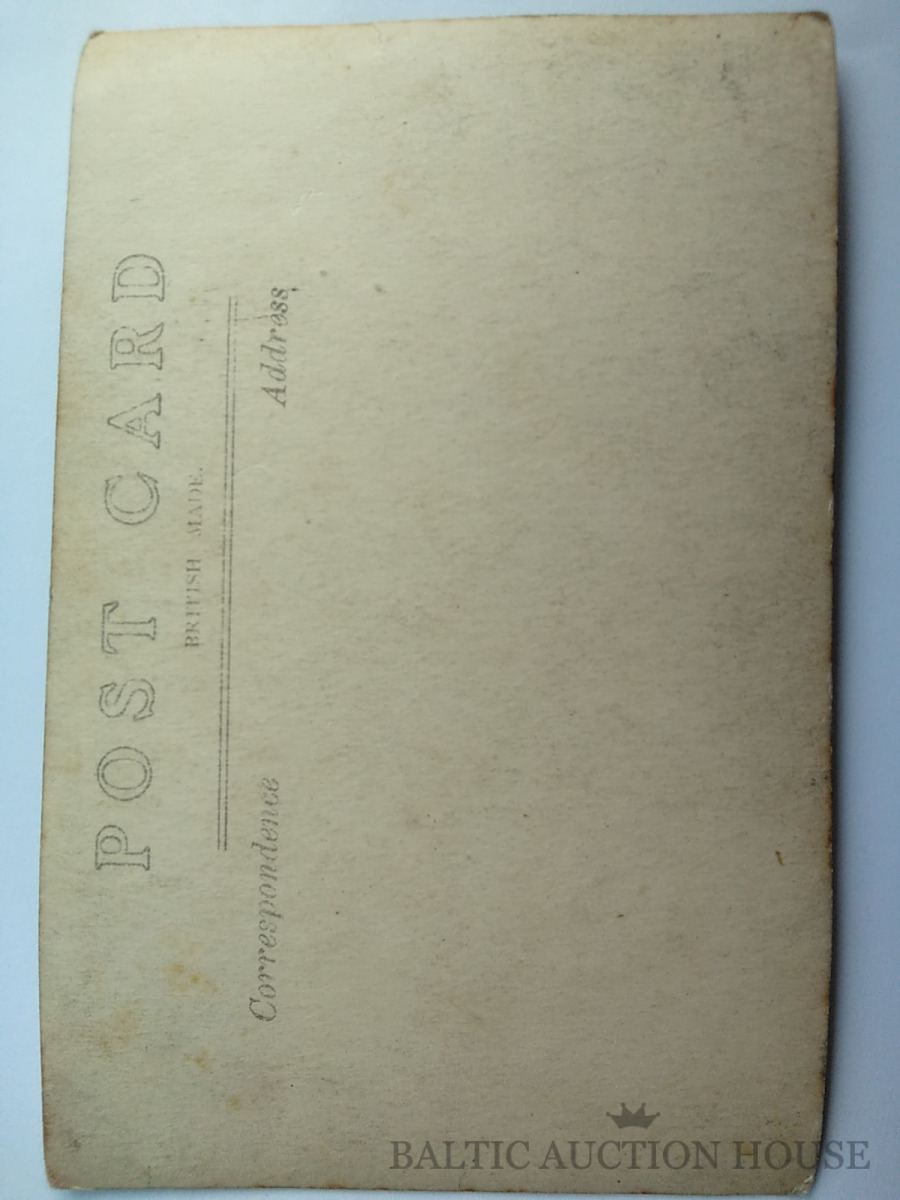 POST CARD
BRITISH MADE.
Correspondence
Address
BALTIC AUCTION HOUSE